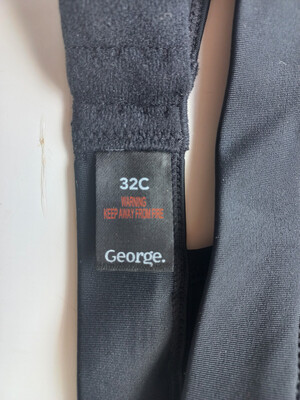 32C
WARNING
KEEP AWAY FROM FIRE
George.